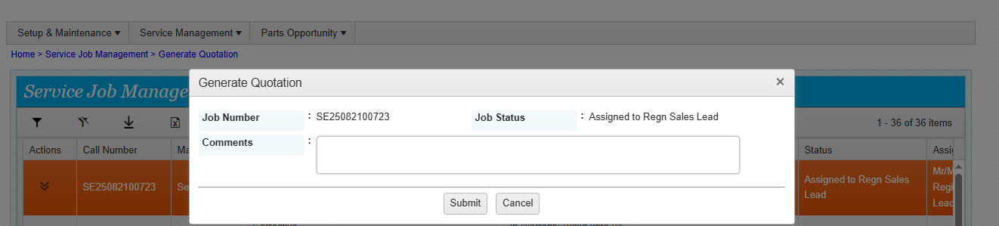 Setup & Maintenance ▼ Service Management ▼ Parts Opportunity ▼
Home > Service Job Management > Generate Quotation
Generate Quotation ×
Service Job Manage
Job Number : SE25082100723 Job Status : Assigned to Regn Sales Lead
1 - 36 of 36 items
Comments :
Actions Call Number Ma Status Assig
SE25082100723 Se Assigned to Regn Sales Lead Mr/M Regi Lead
Submit Cancel